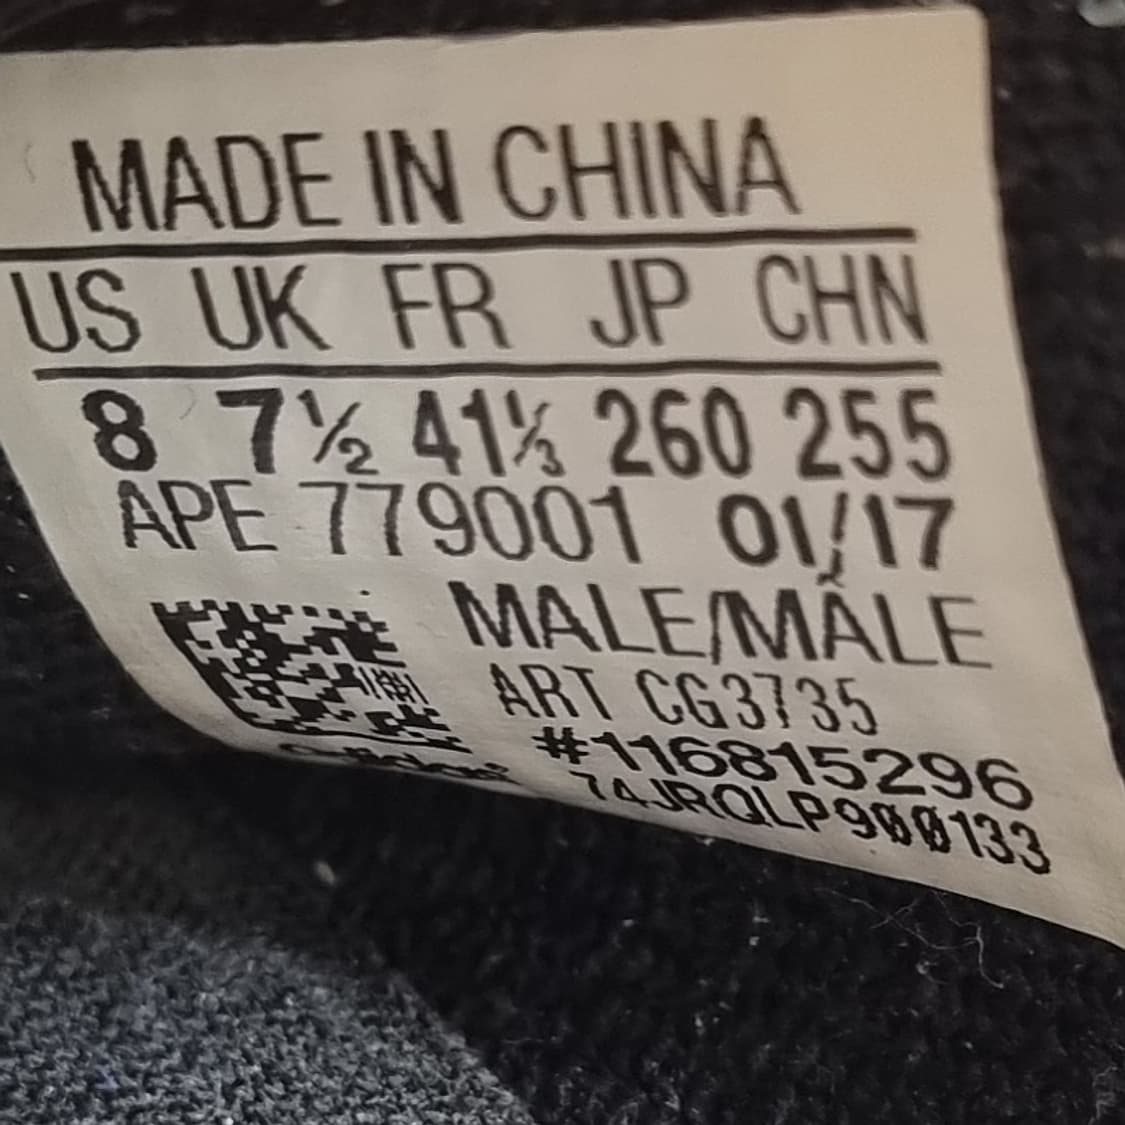 MADE IN CHINA
US UK FR JP CHN
8 7½ 41⅓ 260 255
APE 779001 01/17
MALE/MÂLE
ART CG3735
#116815296
adidas
74JRQLP900133